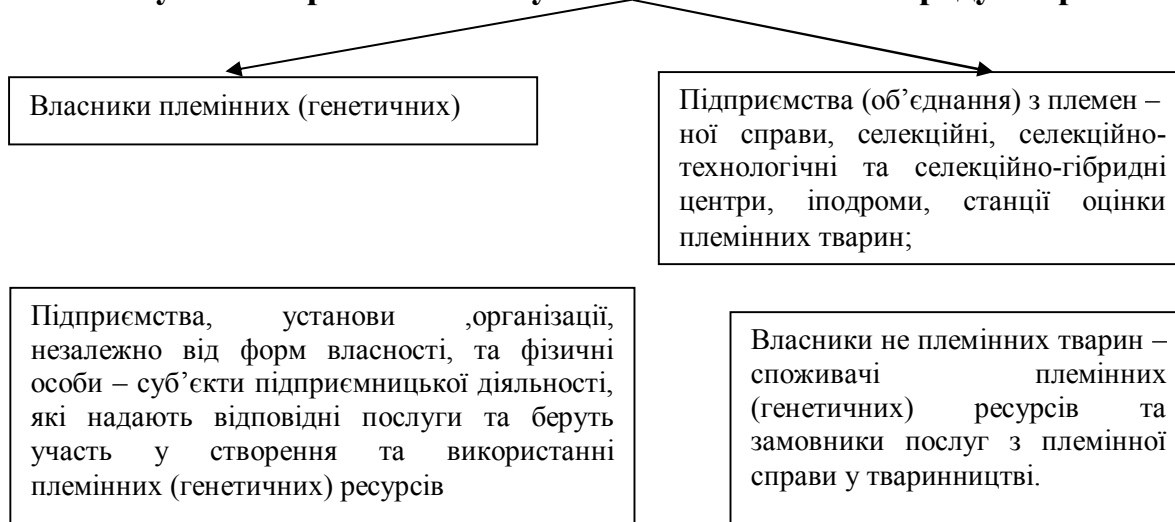 Власники племінних (генетичних)
Підприємства (об’єднання) з племен –
ної справи, селекційні, селекційно-
технологічні та селекційно-гібридні
центри, іподроми, станції оцінки
племінних тварин;
Підприємства, установи ,організації,
незалежно від форм власності, та фізичні
особи – суб’єкти підприємницької діяльності,
які надають відповідні послуги та беруть
участь у створення та використанні
племінних (генетичних) ресурсів
Власники не племінних тварин –
споживачі племінних
(генетичних) ресурсів та
замовники послуг з племінної
справи у тваринництві.